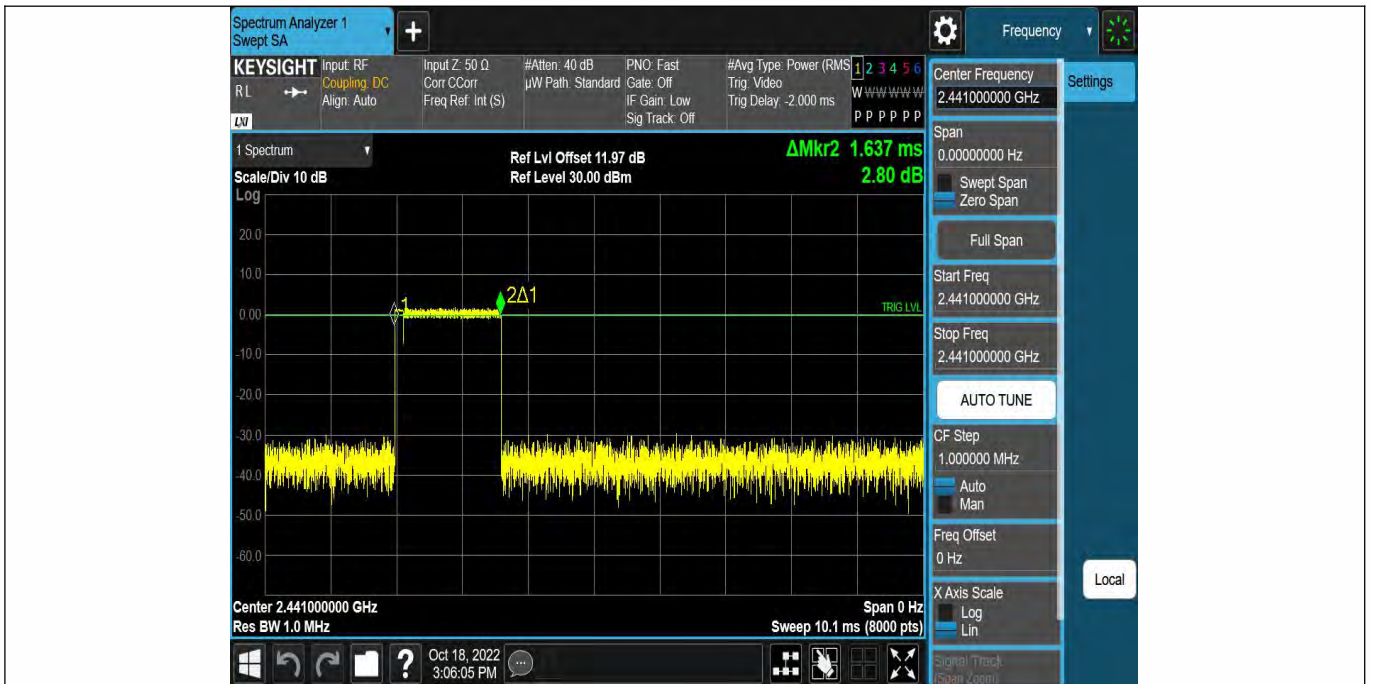 Spectrum Analyzer 1
Swept SA
+
Frequency
KEYSIGHT
RL
LXI
Input: RF
Coupling: DC
Align: Auto
Input Z: 50 Ω
Corr CCorr
Freq Ref: Int (S)
#Atten: 40 dB
µW Path: Standard
PNO: Fast
Gate: Off
IF Gain: Low
Sig Track: Off
#Avg Type: Power (RMS
Trig: Video
Trig Delay: -2.000 ms
1 2 3 4 5 6
W W W W W W
P P P P P P
1 Spectrum
Scale/Div 10 dB
Log
Ref Lvl Offset 11.97 dB
Ref Level 30.00 dBm
ΔMkr2 1.637 ms
2.80 dB
20.0
10.0
0.00
-10.0
-20.0
-30.0
-40.0
-50.0
-60.0
1
2Δ1
TRIG LVL
Center 2.441000000 GHz
Res BW 1.0 MHz
Span 0 Hz
Sweep 10.1 ms (8000 pts)
Center Frequency
2.441000000 GHz
Settings
Span
0.00000000 Hz
Swept Span
Zero Span
Full Span
Start Freq
2.441000000 GHz
Stop Freq
2.441000000 GHz
AUTO TUNE
CF Step
1.000000 MHz
Auto
Man
Freq Offset
0 Hz
X Axis Scale
Log
Lin
Signal Track
(Span Zoom)
Local
?
Oct 18, 2022
3:06:05 PM